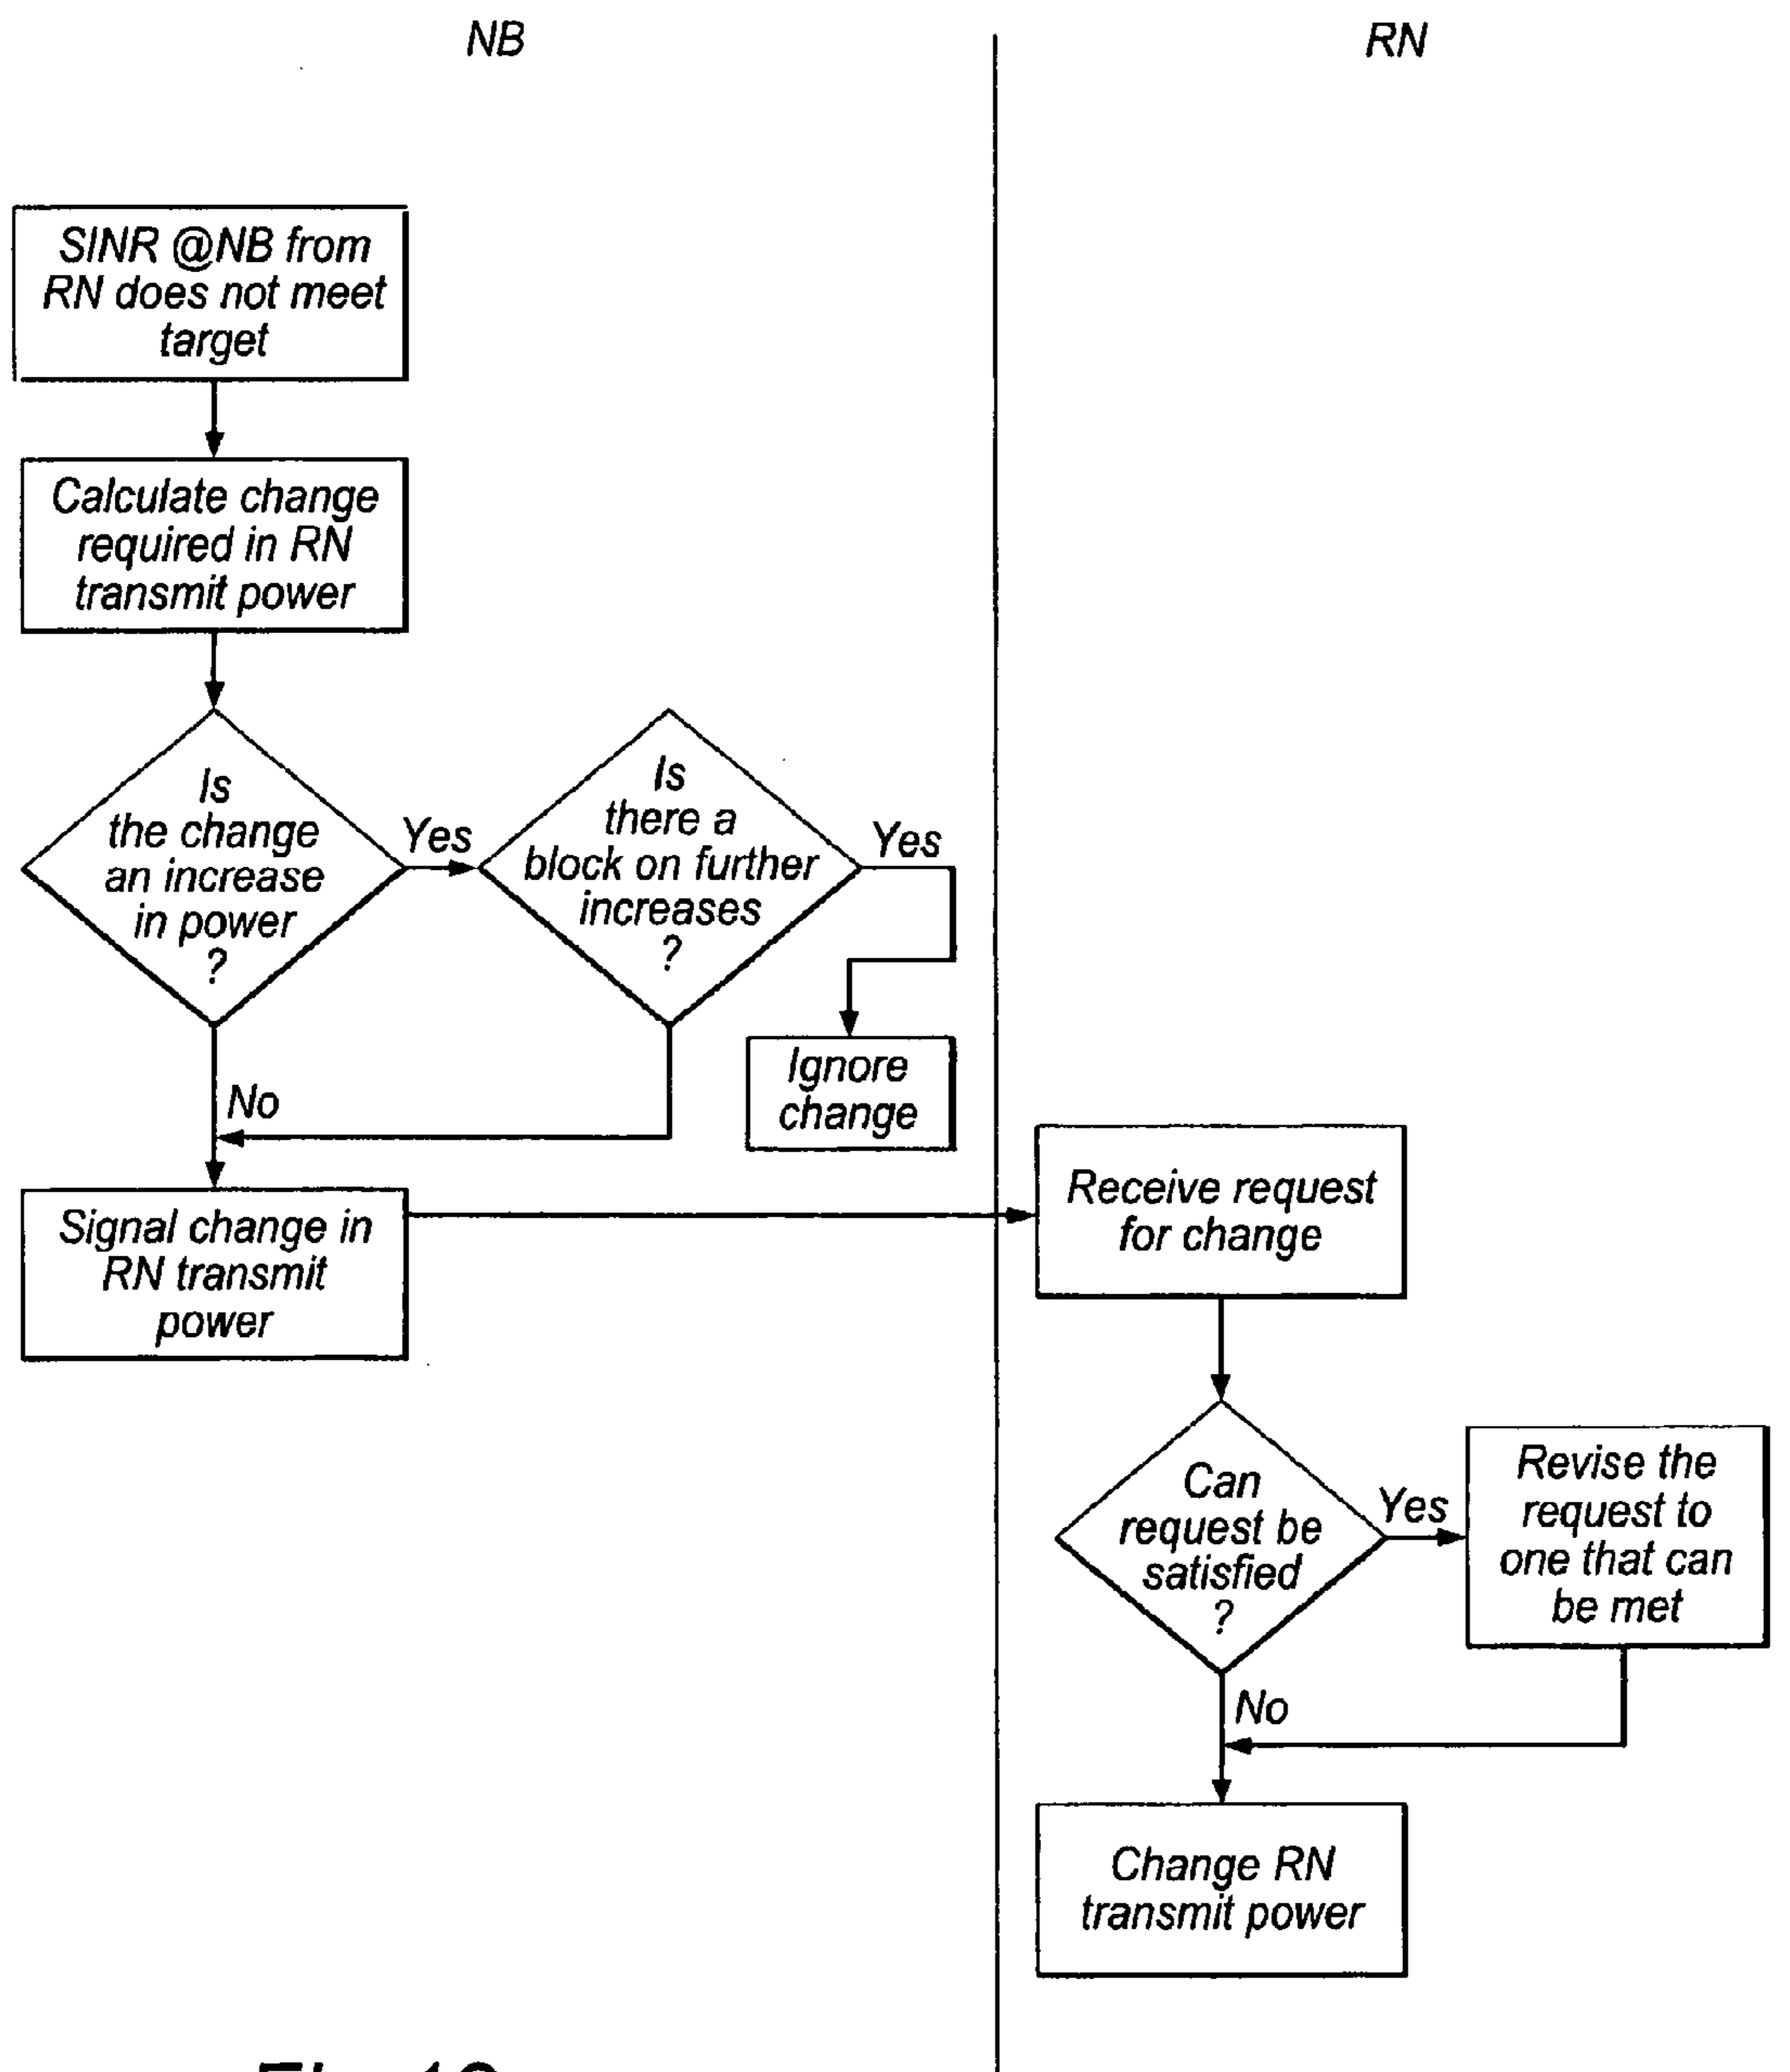 NB
RN
SINR @NB from
RN does not meet
target
Calculate change
required in RN
transmit power
Is
the change
an increase
in power
?
Yes
Is
there a
block on further
increases
?
Yes
Ignore
change
No
Signal change in
RN transmit
power
Receive request
for change
Can
request be
satisfied
?
Yes
Revise the
request to
one that can
be met
No
Change RN
transmit power